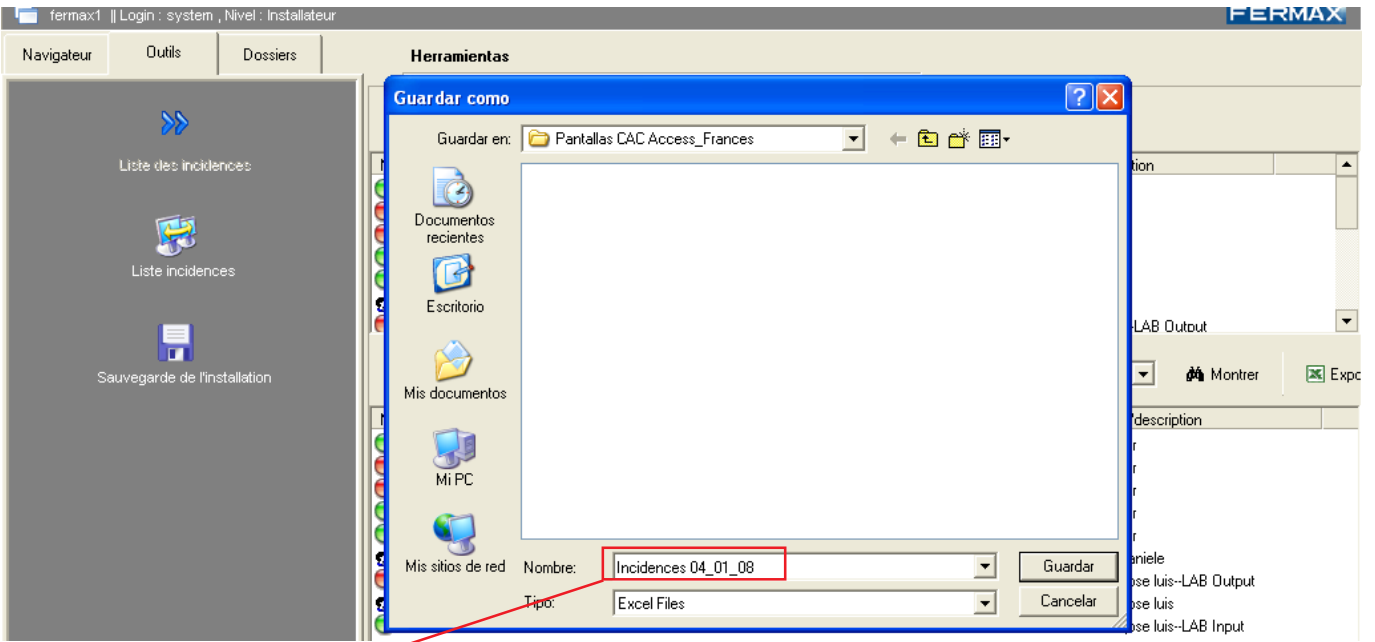 fermax1 || Login : system , Nivel : Installateur
FERMAX
Navigateur
Outils
Dossiers
Herramientas
Liste des incidences
Liste incidences
Sauvegarde de l'installation
Guardar como
Guardar en:
Pantallas CAC Access_Frances
Documentos
recientes
Escritorio
Mis documentos
Mi PC
Mis sitios de red
Nombre:
Incidences 04_01_08
Guardar
Tipo:
Excel Files
Cancelar
tion
-LAB Output
Montrer
Expo
'description
r
r
r
r
r
aniele
ose luis--LAB Output
ose luis
ose luis--LAB Input